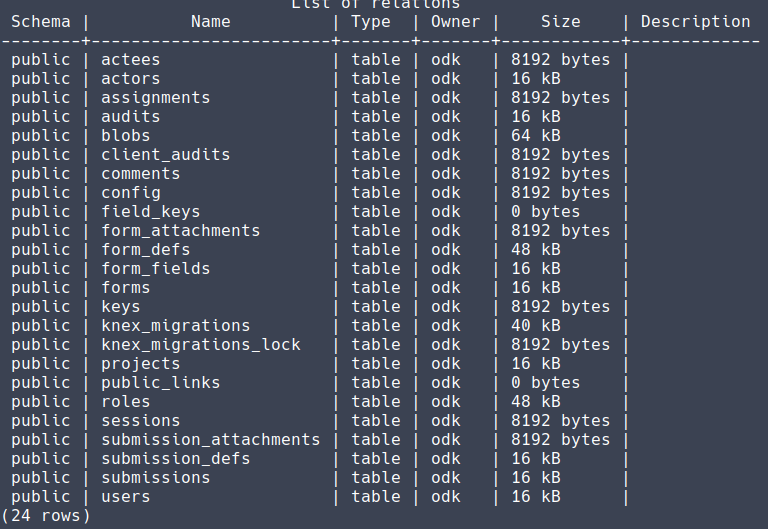 List of relations
 Schema |          Name          | Type  | Owner |    Size    | Description
--------+------------------------+-------+-------+------------+-------------
 public | actees                 | table | odk   | 8192 bytes |
 public | actors                 | table | odk   | 16 kB      |
 public | assignments            | table | odk   | 8192 bytes |
 public | audits                 | table | odk   | 16 kB      |
 public | blobs                  | table | odk   | 64 kB      |
 public | client_audits          | table | odk   | 8192 bytes |
 public | comments               | table | odk   | 8192 bytes |
 public | config                 | table | odk   | 8192 bytes |
 public | field_keys             | table | odk   | 0 bytes    |
 public | form_attachments       | table | odk   | 8192 bytes |
 public | form_defs              | table | odk   | 48 kB      |
 public | form_fields            | table | odk   | 16 kB      |
 public | forms                  | table | odk   | 16 kB      |
 public | keys                   | table | odk   | 8192 bytes |
 public | knex_migrations        | table | odk   | 40 kB      |
 public | knex_migrations_lock   | table | odk   | 8192 bytes |
 public | projects               | table | odk   | 16 kB      |
 public | public_links           | table | odk   | 0 bytes    |
 public | roles                  | table | odk   | 48 kB      |
 public | sessions               | table | odk   | 8192 bytes |
 public | submission_attachments | table | odk   | 8192 bytes |
 public | submission_defs        | table | odk   | 16 kB      |
 public | submissions            | table | odk   | 16 kB      |
 public | users                  | table | odk   | 16 kB      |
(24 rows)